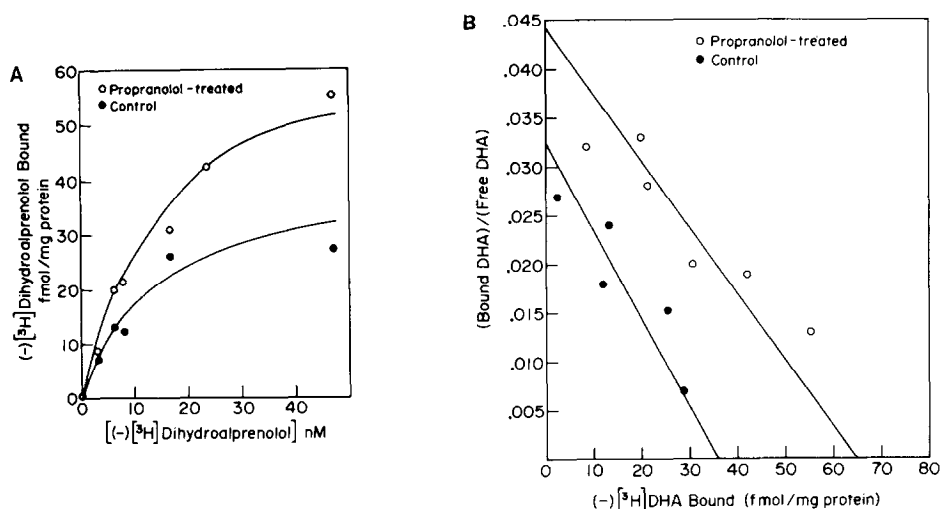 A
60
50
40
30
20
10
0
Propranolol-treated
Control
(-)[³H]Dihydroalprenolol Bound
fmol/mg protein
0 10 20 30 40
[(-)[³H]Dihydroalprenolol] nM
B
.045
.040
.035
.030
.025
.020
.015
.010
.005
Propranolol-treated
Control
(Bound DHA)/(Free DHA)
0 10 20 30 40 50 60 70 80
(-)[³H]DHA Bound (fmol/mg protein)